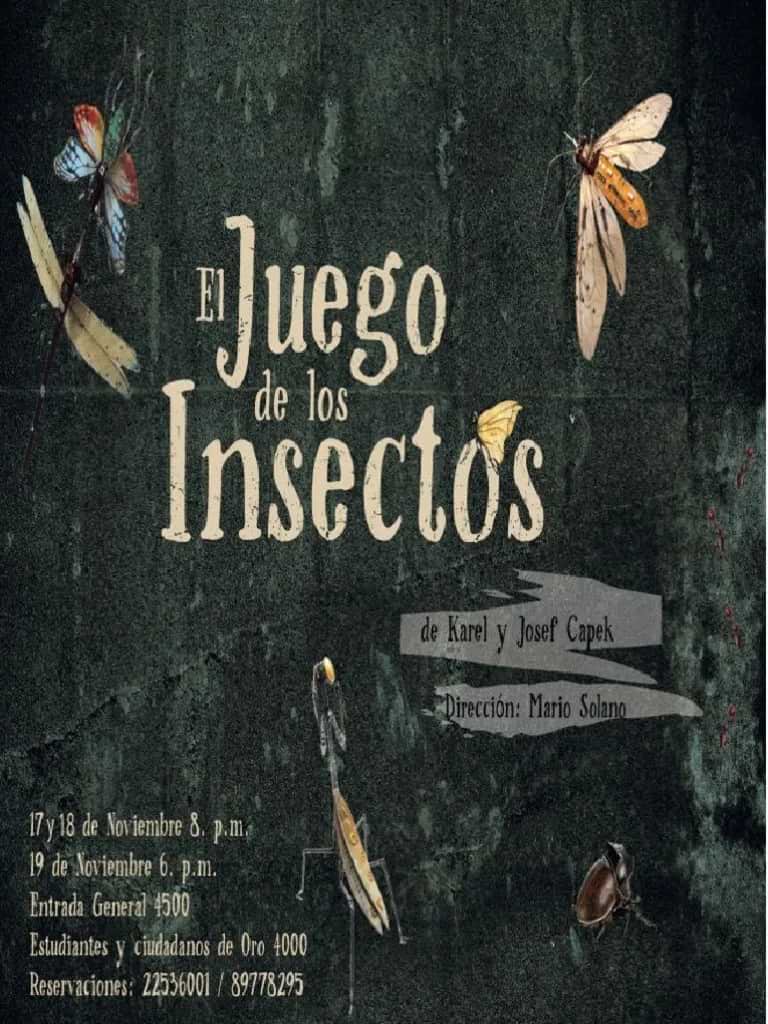 El Juego
de los
Insectos
de Karel y Josef Capek
Dirección: Mario Solano
17 y 18 de Noviembre 8. p.m.
19 de Noviembre 6. p.m.
Entrada General 4500
Estudiantes y ciudadanos de Oro 4000
Reservaciones: 22536001 / 89778295